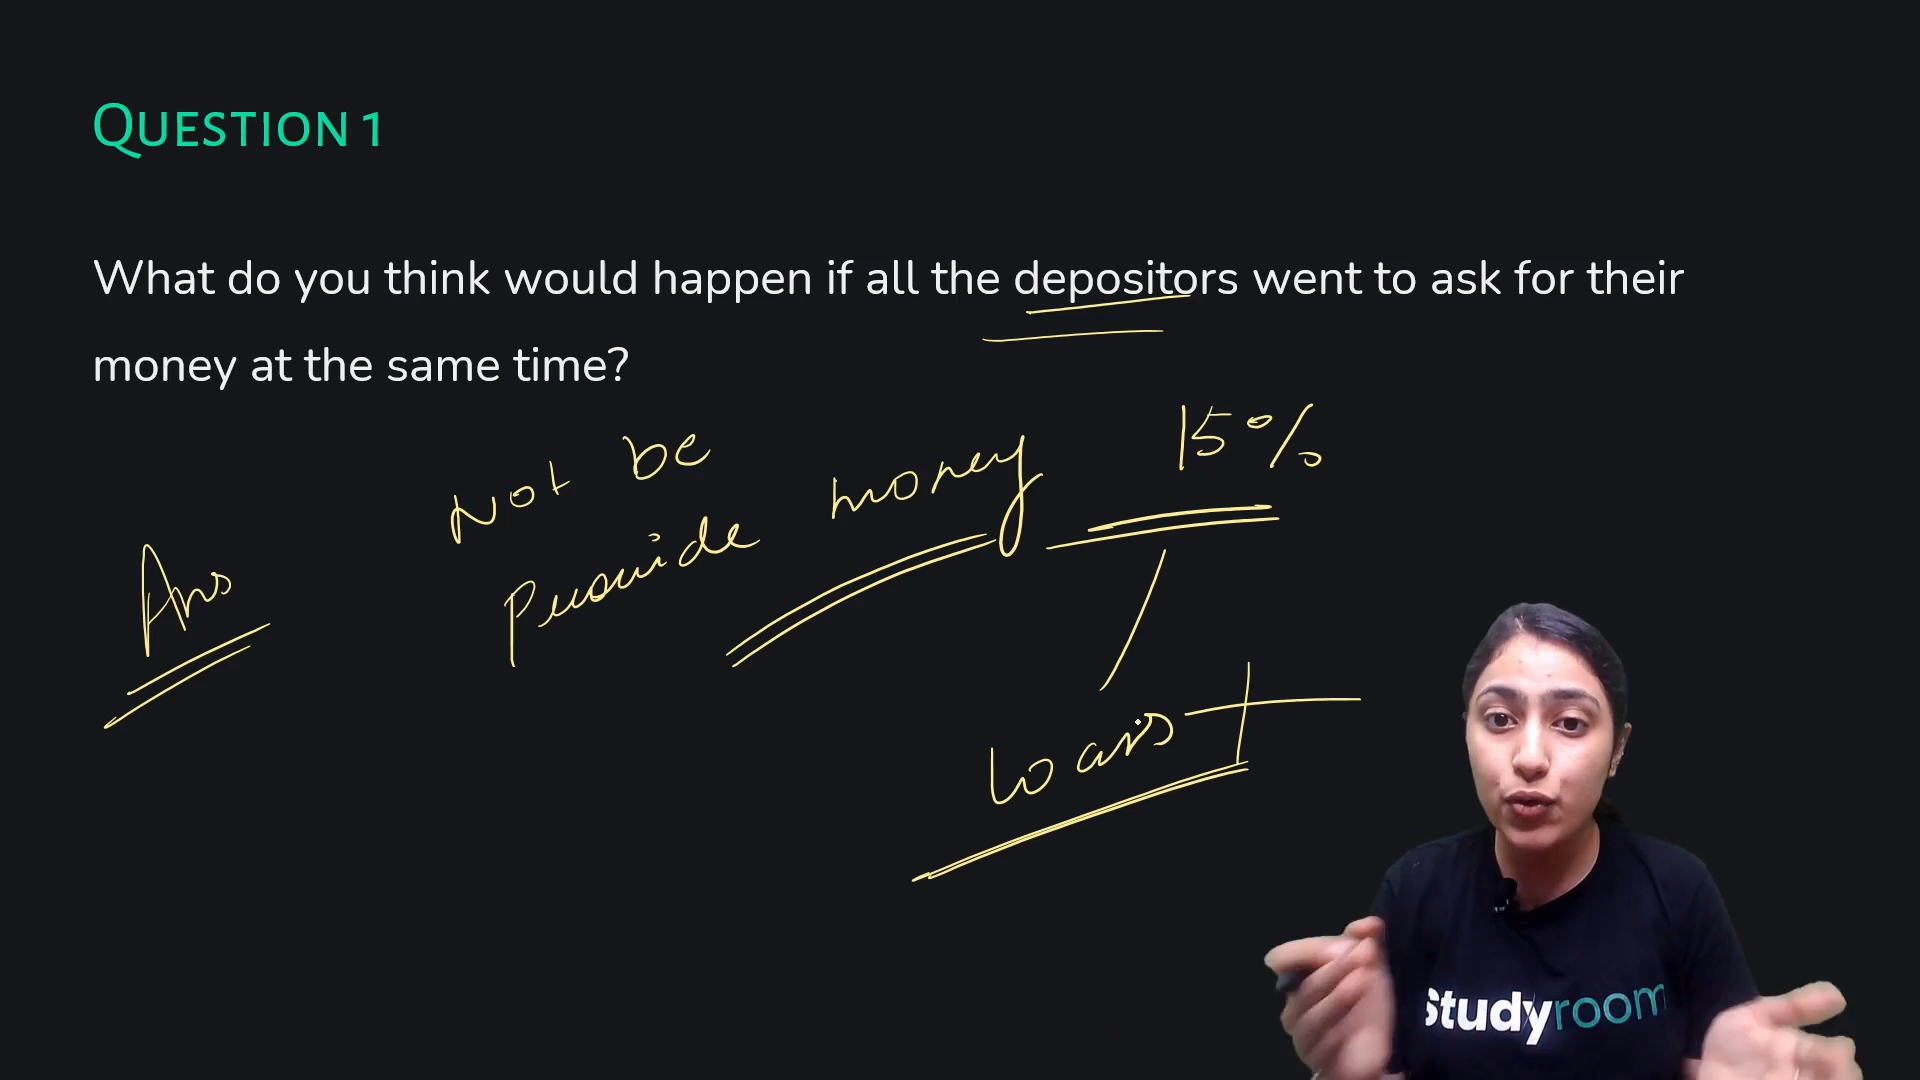 QUESTION 1
What do you think would happen if all the depositors went to ask for their
money at the same time?
Not be
Provide money
15%
Ans
loans
Studyroom